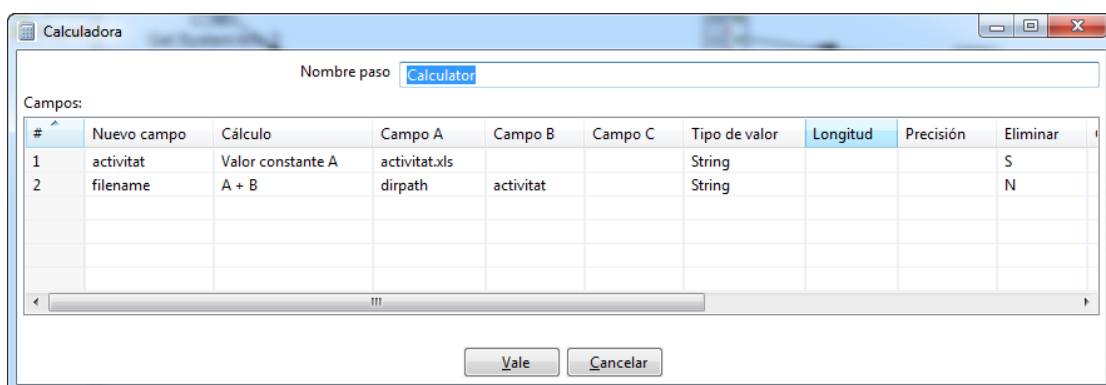 Calculadora
Nombre paso Calculator
Campos:
# Nuevo campo Cálculo Campo A Campo B Campo C Tipo de valor Longitud Precisión Eliminar
1 activitat Valor constante A activitat.xls String S
2 filename A + B dirpath activitat String N
Vale Cancelar